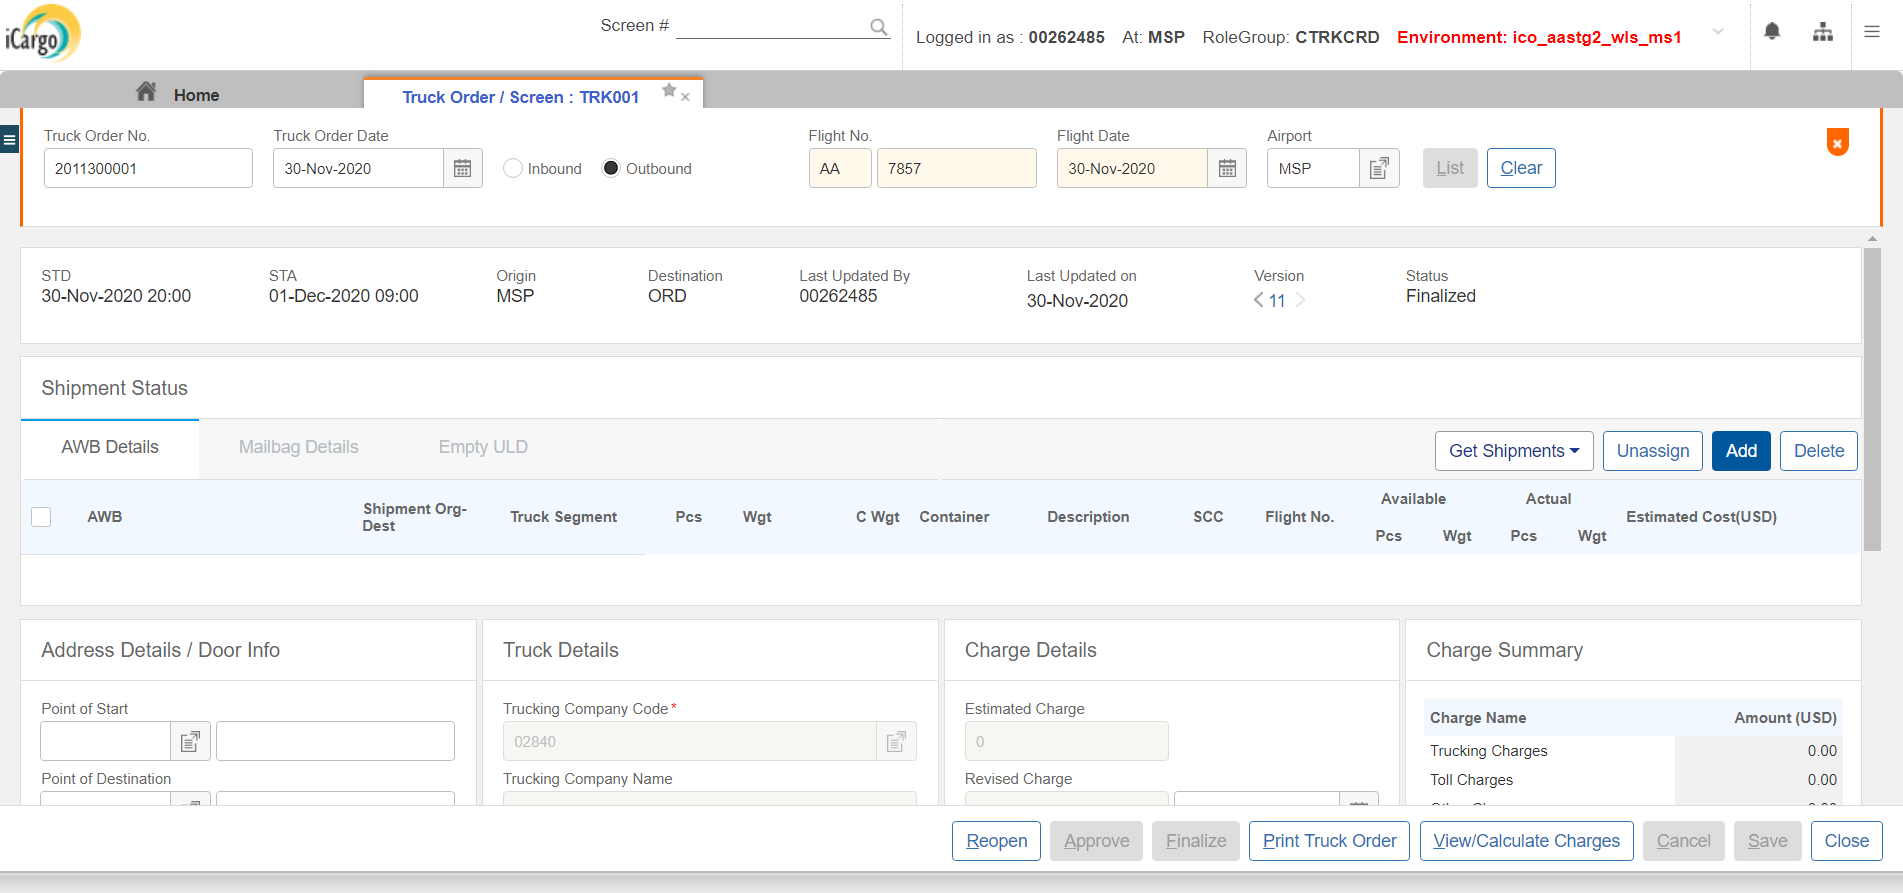 iCargo
Screen #
Logged in as : 00262485 At: MSP RoleGroup: CTRKCRD Environment: ico_aastg2_wls_ms1
Home
Truck Order / Screen : TRK001
Truck Order No.
Truck Order Date
Flight No.
Flight Date
Airport
2011300001
30-Nov-2020
Inbound
Outbound
AA
7857
30-Nov-2020
MSP
List
Clear
STD
STA
Origin
Destination
Last Updated By
Last Updated on
Version
Status
30-Nov-2020 20:00
01-Dec-2020 09:00
MSP
ORD
00262485
30-Nov-2020
11
Finalized
Shipment Status
AWB Details
Mailbag Details
Empty ULD
Get Shipments
Unassign
Add
Delete
AWB
Shipment Org-
Dest
Truck Segment
Pcs
Wgt
C Wgt
Container
Description
SCC
Flight No.
Available
Pcs
Wgt
Actual
Pcs
Wgt
Estimated Cost(USD)
Address Details / Door Info
Point of Start
Point of Destination
Truck Details
Trucking Company Code*
02840
Trucking Company Name
Charge Details
Estimated Charge
0
Revised Charge
Charge Summary
Charge Name
Amount (USD)
Trucking Charges
0.00
Toll Charges
0.00
Reopen
Approve
Finalize
Print Truck Order
View/Calculate Charges
Cancel
Save
Close